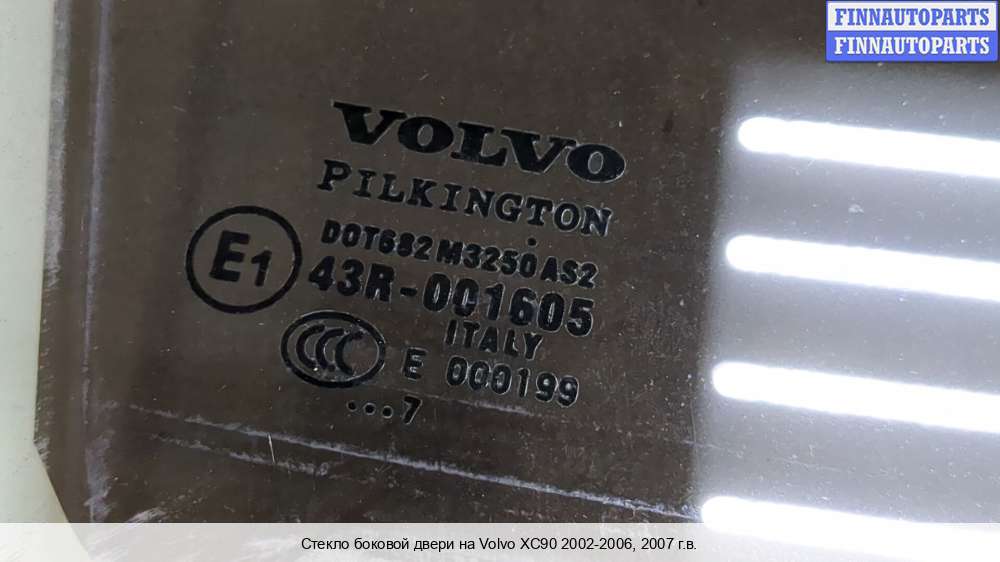 FINNAUTOPARTS
FINNAUTOPARTS
VOLVO
PILKINGTON
DOT682 M3250 AS2
E1
43R-001605
ITALY
CCC E 000199
...7
Стекло боковой двери на Volvo XC90 2002-2006, 2007 г.в.